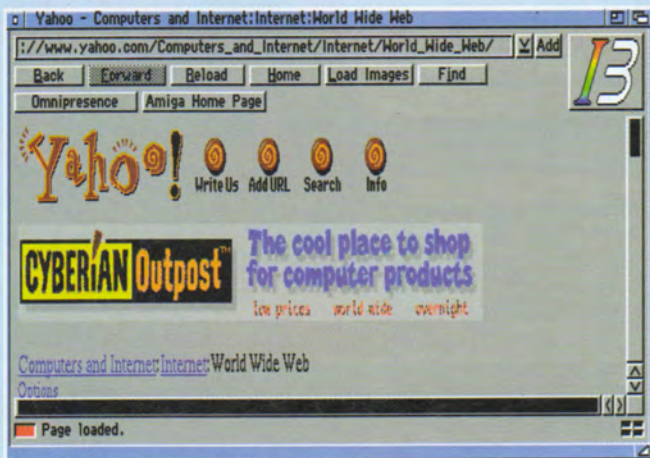 Yahoo - Computers and Internet:Internet:World Wide Web
://www.yahoo.com/Computers_and_Internet/Internet/World_Wide_Web/ Add
Back Forward Reload Home Load Images Find
Omnipresence Amiga Home Page
Yahoo! Write Us Add URL Search Info
CYBERIAN Outpost™
The cool place to shop
for computer products
low prices world wide overnight
Computers and Internet:Internet:World Wide Web
Options
Page loaded.